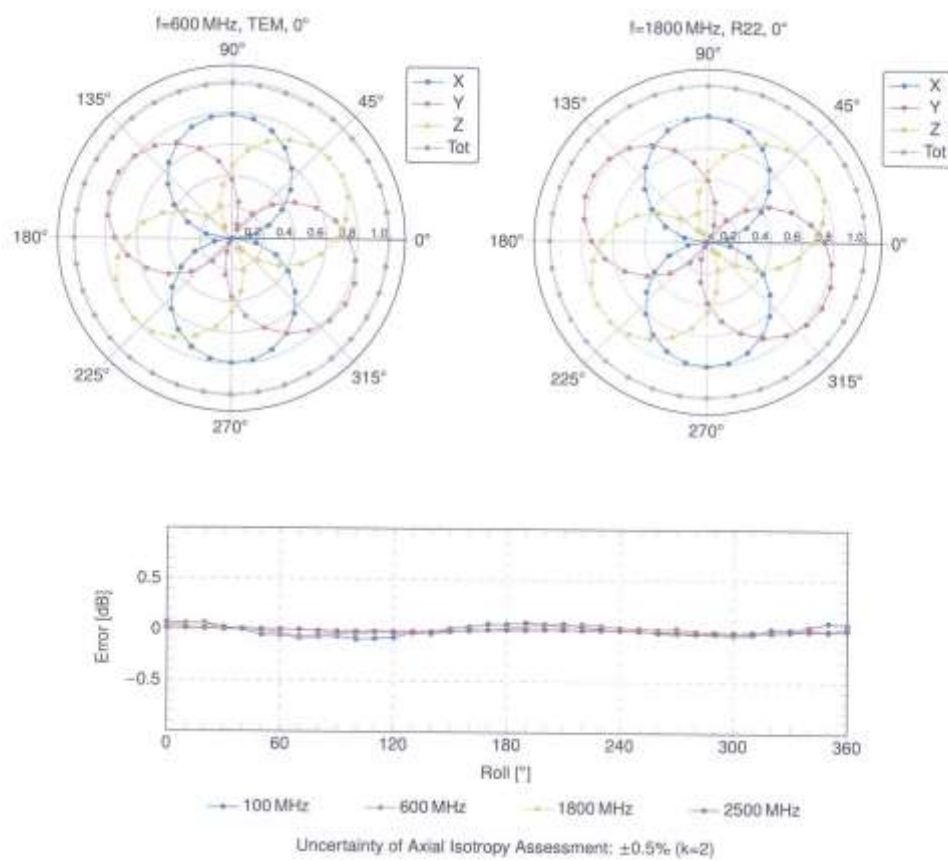 f=600 MHz, TEM, 0°
90°
135°
45°
X
Y
Z
Tot
180°
0.2 0.4 0.6 0.8 1.0
0°
225°
315°
270°
f=1800 MHz, R22, 0°
90°
135°
45°
X
Y
Z
Tot
180°
0.2 0.4 0.6 0.8 1.0
0°
225°
315°
270°
Error [dB]
0.5
0
−0.5
0 60 120 180 240 300 360
Roll [°]
100 MHz 600 MHz 1800 MHz 2500 MHz
Uncertainty of Axial Isotropy Assessment: ±0.5% (k=2)